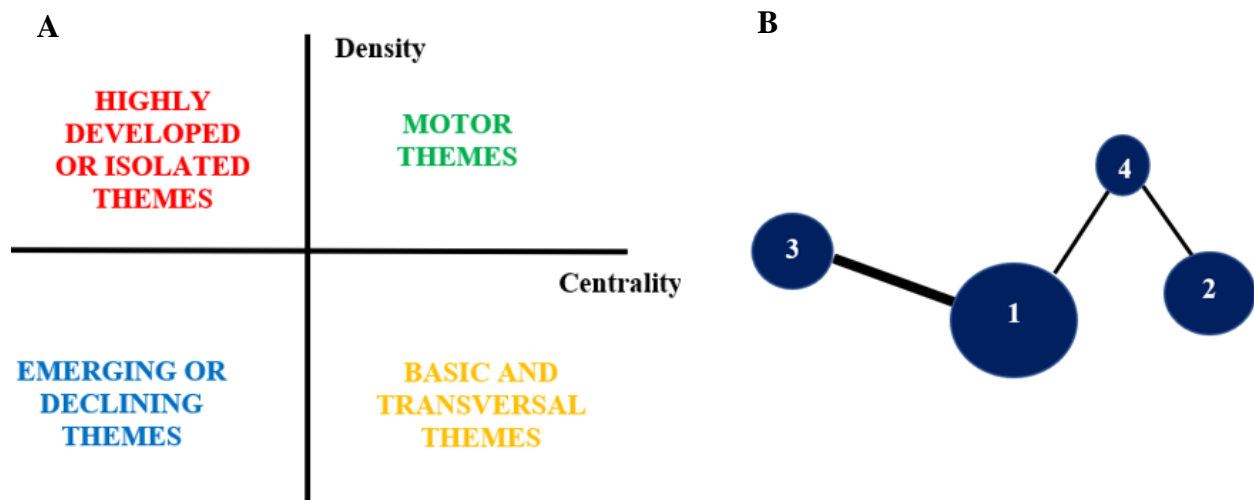 A
Density
HIGHLY
DEVELOPED
OR ISOLATED
THEMES
MOTOR
THEMES
Centrality
EMERGING OR
DECLINING
THEMES
BASIC AND
TRANSVERSAL
THEMES
B
4
3
2
1